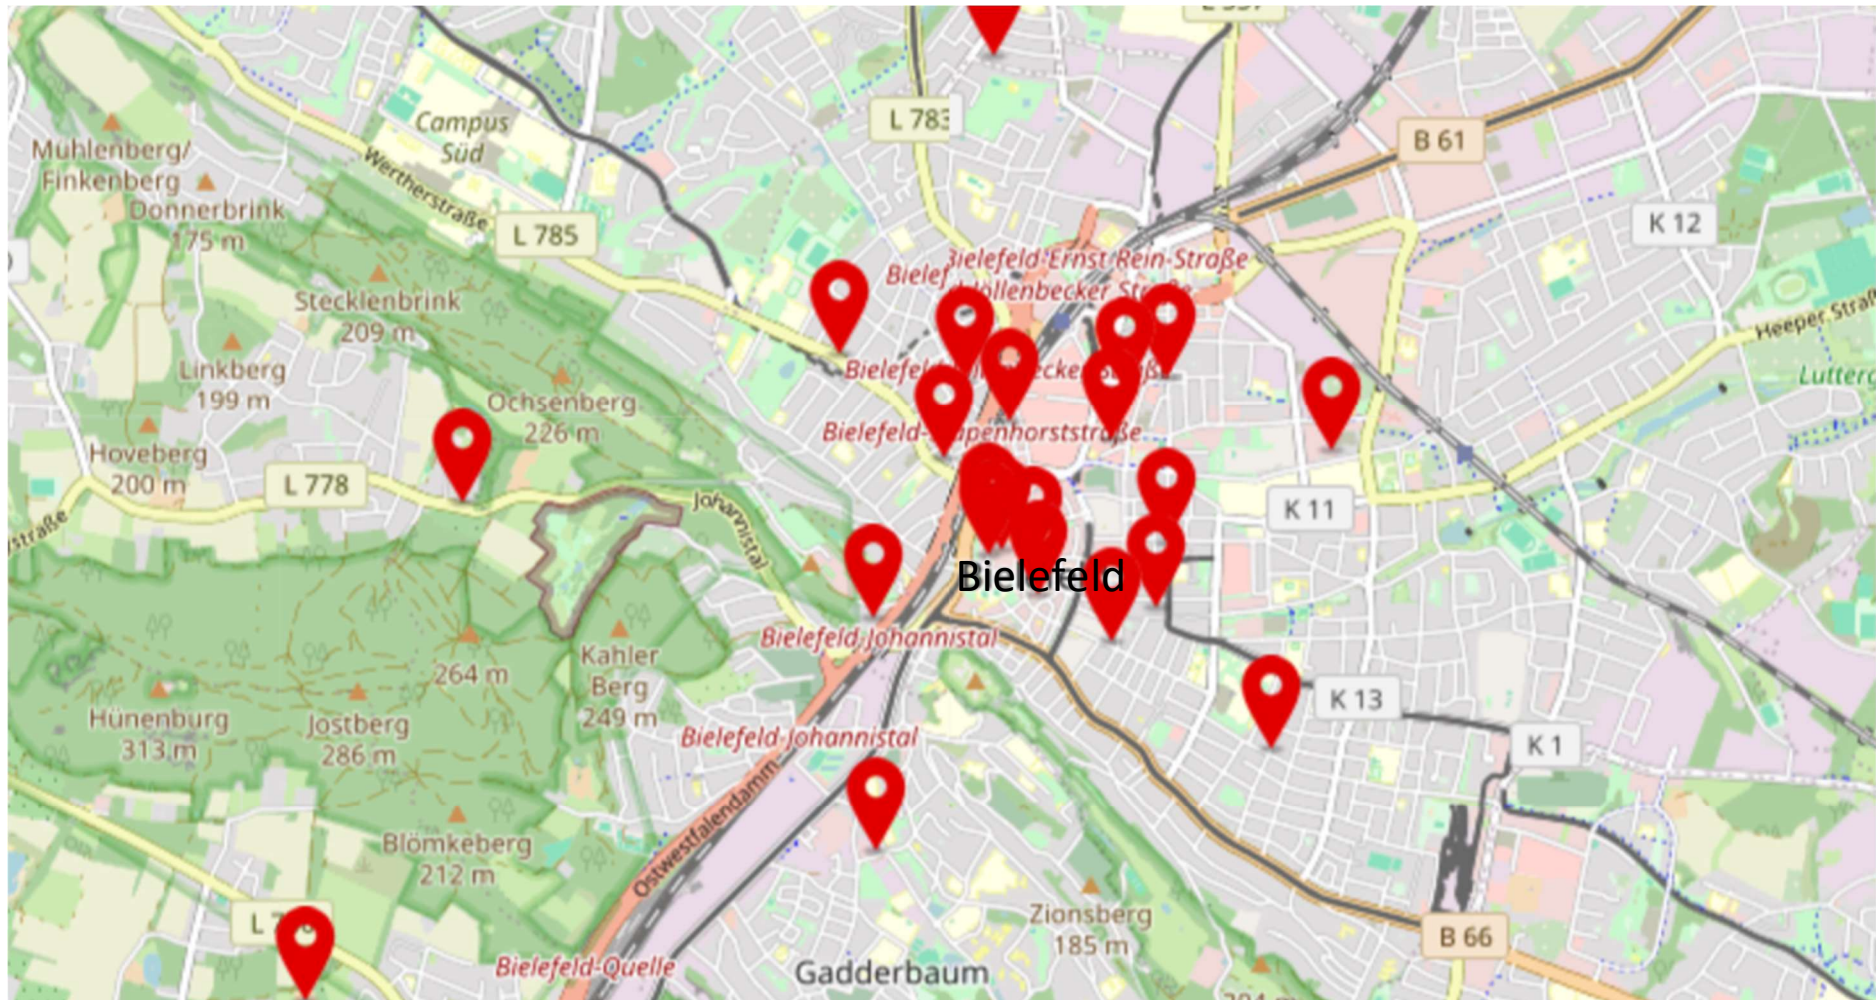 L 783
B 61
Campus
Süd
Mühlenberg/
Finkenberg
Donnerbrink
175 m
Wertherstraße
L 785
K 12
Bielefeld-Ernst Rein-Straße
Stecklenbrink
209 m
Heeper
Linkberg
199 m
Ochsenberg
226 m
Hoveberg
200 m
L 778
Johannistal
K 11
Bielefeld
Bielefeld-Johannistal
264 m
Kahler
Berg
249 m
Hünenburg
313 m
Jostberg
286 m
K 13
Bielefeld-Johannistal
K 1
Ostwestfalendamm
Blömkeberg
212 m
Zionsberg
185 m
B 66
Bielefeld-Quelle
Gadderbaum